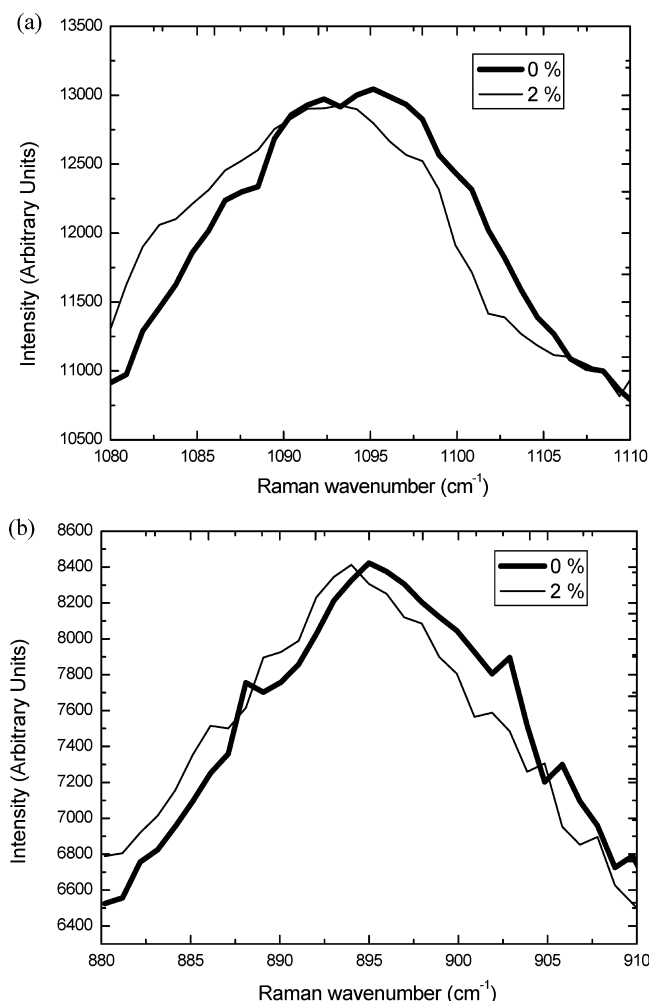 (a)
13500
13000
12500
12000
11500
11000
10500
Intensity (Arbitrary Units)
0 %
2 %
1080 1085 1090 1095 1100 1105 1110
Raman wavenumber (cm⁻¹)
(b)
8600
8400
8200
8000
7800
7600
7400
7200
7000
6800
6600
6400
Intensity (Arbitrary Units)
0 %
2 %
880 885 890 895 900 905 910
Raman wavenumber (cm⁻¹)